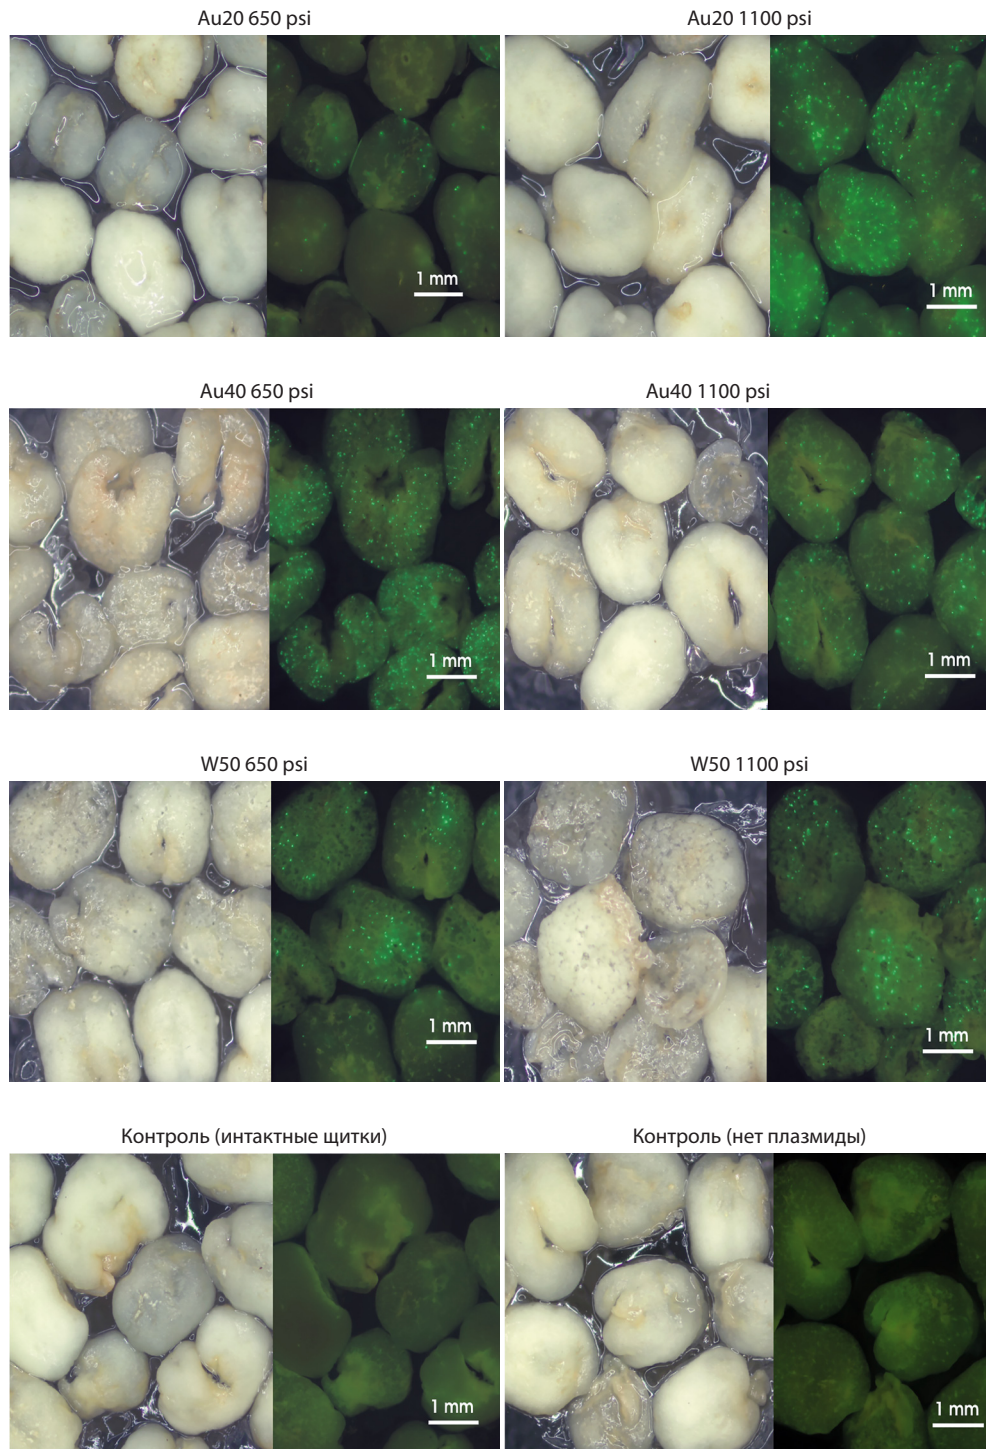 Au20 650 psi
Au20 1100 psi
1 mm
1 mm
Au40 650 psi
Au40 1100 psi
1 mm
1 mm
W50 650 psi
W50 1100 psi
1 mm
1 mm
Контроль (интактные щитки)
Контроль (нет плазмиды)
1 mm
1 mm